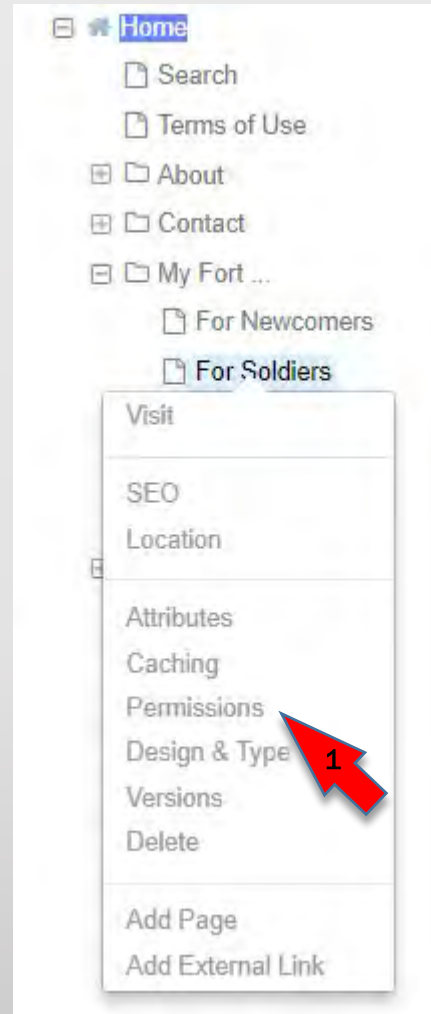 Home
Search
Terms of Use
About
Contact
My Fort ...
For Newcomers
For Soldiers
Visit
SEO
Location
Attributes
Caching
Permissions
Design & Type
1
Versions
Delete
Add Page
Add External Link